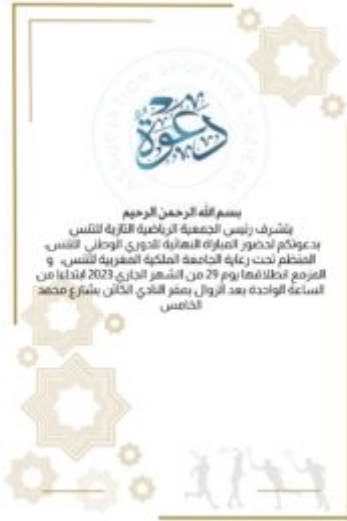 ASSOCIATION SPORTIVE
دعوة
بسم الله الرحمن الرحيم
يتشرف رئيس الجمعية الرياضية التازية للتنس
بدعوتكم لحضور المباراة النهائية للدوري الوطني للتنس،
المنظم تحت رعاية الجامعة الملكية المغربية للتنس، و
المزمع انطلاقها يوم 29 من الشهر الجاري 2023 ابتداءا من
الساعة الواحدة بعد الزوال بمقر النادي الكائن بشارع محمد
الخامس